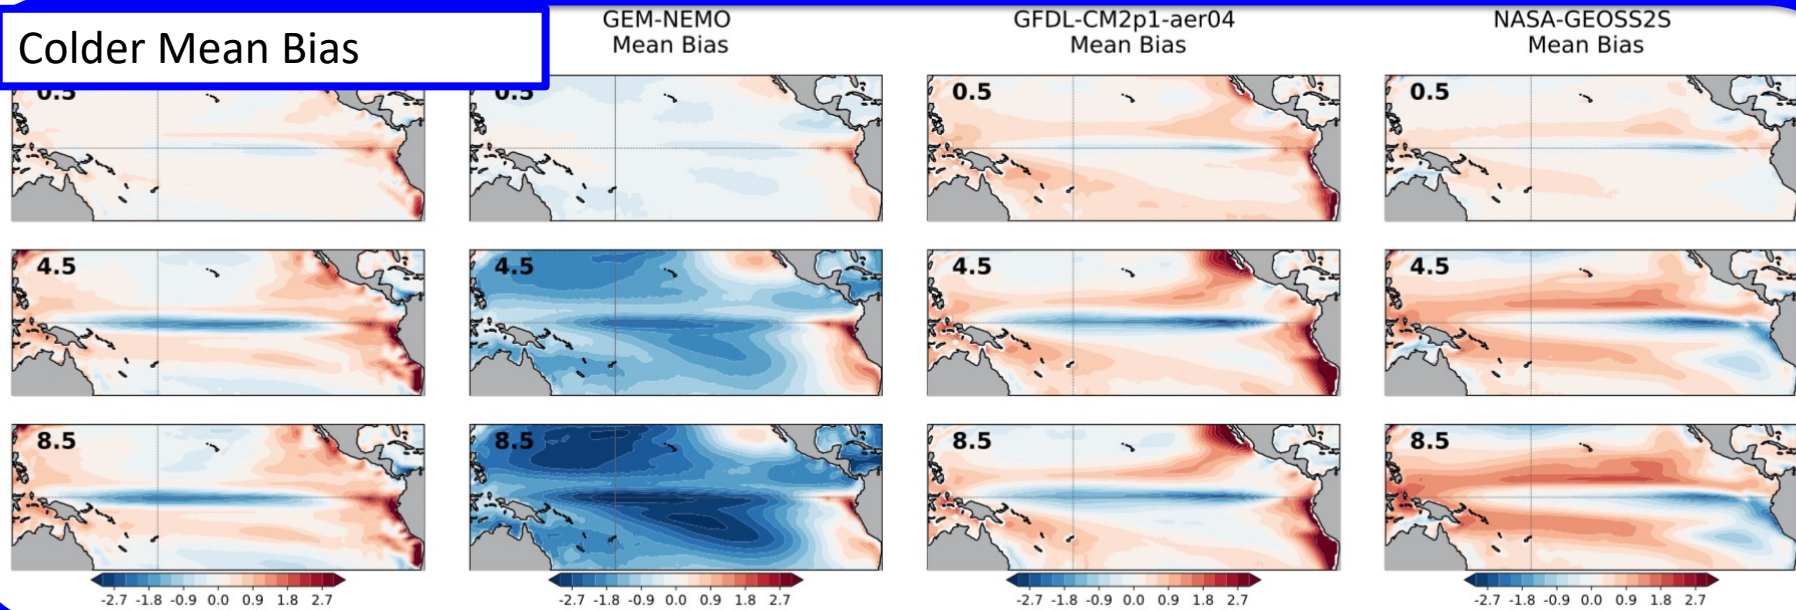 Colder Mean Bias
GEM-NEMO
Mean Bias
GFDL-CM2p1-aer04
Mean Bias
NASA-GEOSS2S
Mean Bias
0.5 0.5 0.5 0.5
4.5 4.5 4.5 4.5
8.5 8.5 8.5 8.5
-2.7 -1.8 -0.9 0.0 0.9 1.8 2.7
-2.7 -1.8 -0.9 0.0 0.9 1.8 2.7
-2.7 -1.8 -0.9 0.0 0.9 1.8 2.7
-2.7 -1.8 -0.9 0.0 0.9 1.8 2.7